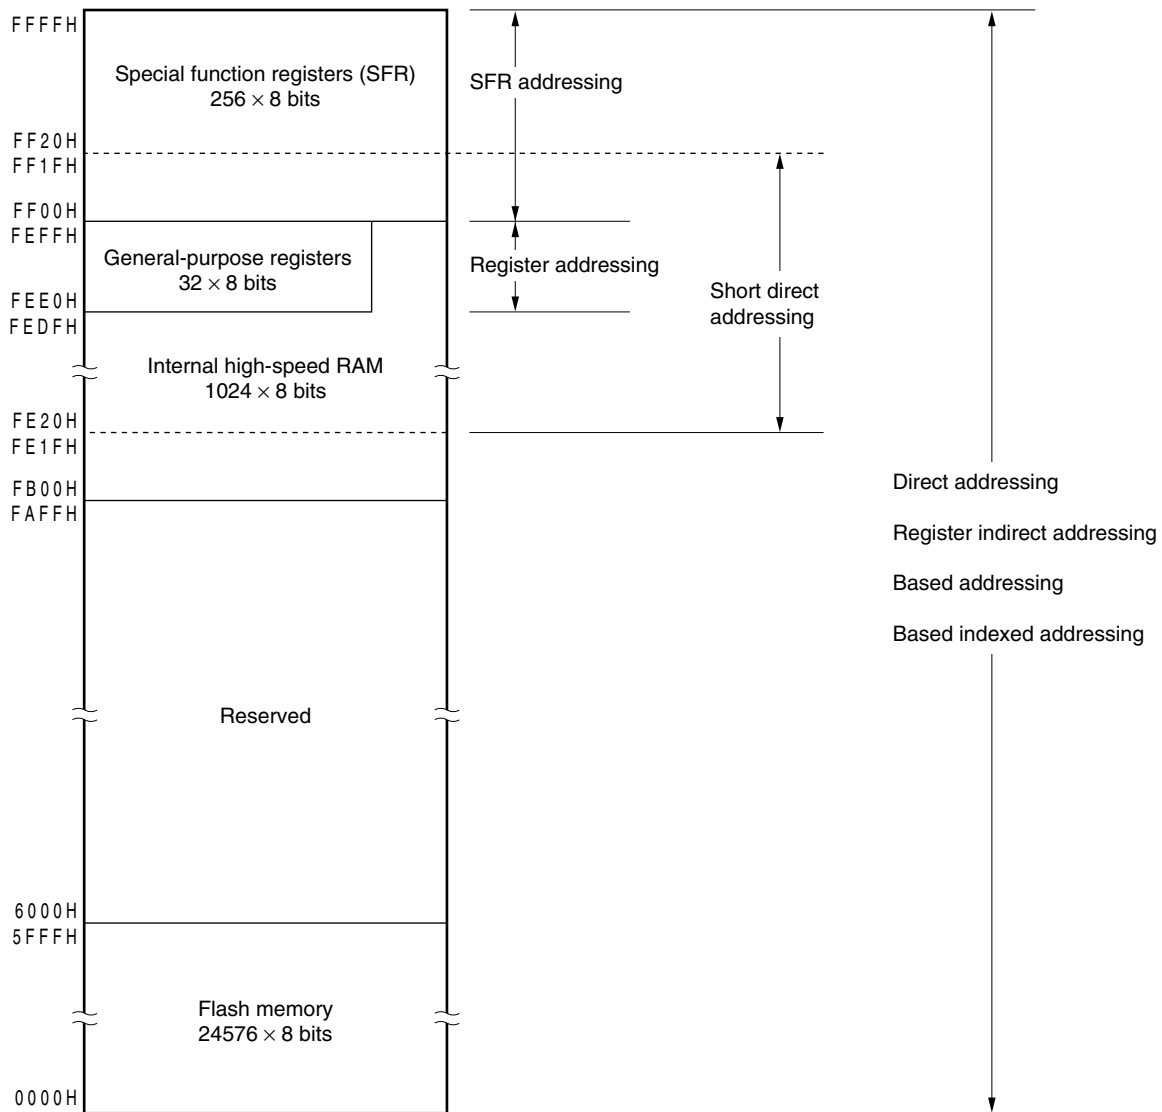 FFFFH
Special function registers (SFR)
256 × 8 bits
SFR addressing
FF20H
FF1FH
FF00H
FEFFH
General-purpose registers
32 × 8 bits
Register addressing
Short direct
addressing
FEE0H
FEDFH
Internal high-speed RAM
1024 × 8 bits
FE20H
FE1FH
FB00H
FAFFH
Direct addressing
Register indirect addressing
Based addressing
Based indexed addressing
Reserved
6000H
5FFFH
Flash memory
24576 × 8 bits
0000H